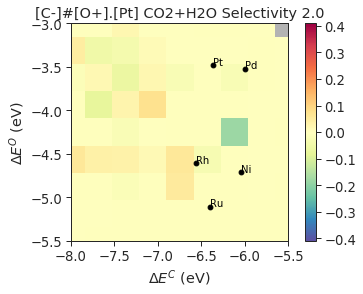 [C-]#[O+].[Pt] CO2+H2O Selectivity 2.0
−3.0
−3.5
−4.0
−4.5
−5.0
−5.5
ΔE^O (eV)
Pt
Pd
Rh
Ni
Ru
−8.0 −7.5 −7.0 −6.5 −6.0 −5.5
ΔE^C (eV)
0.4
0.3
0.2
0.1
0.0
−0.1
−0.2
−0.3
−0.4